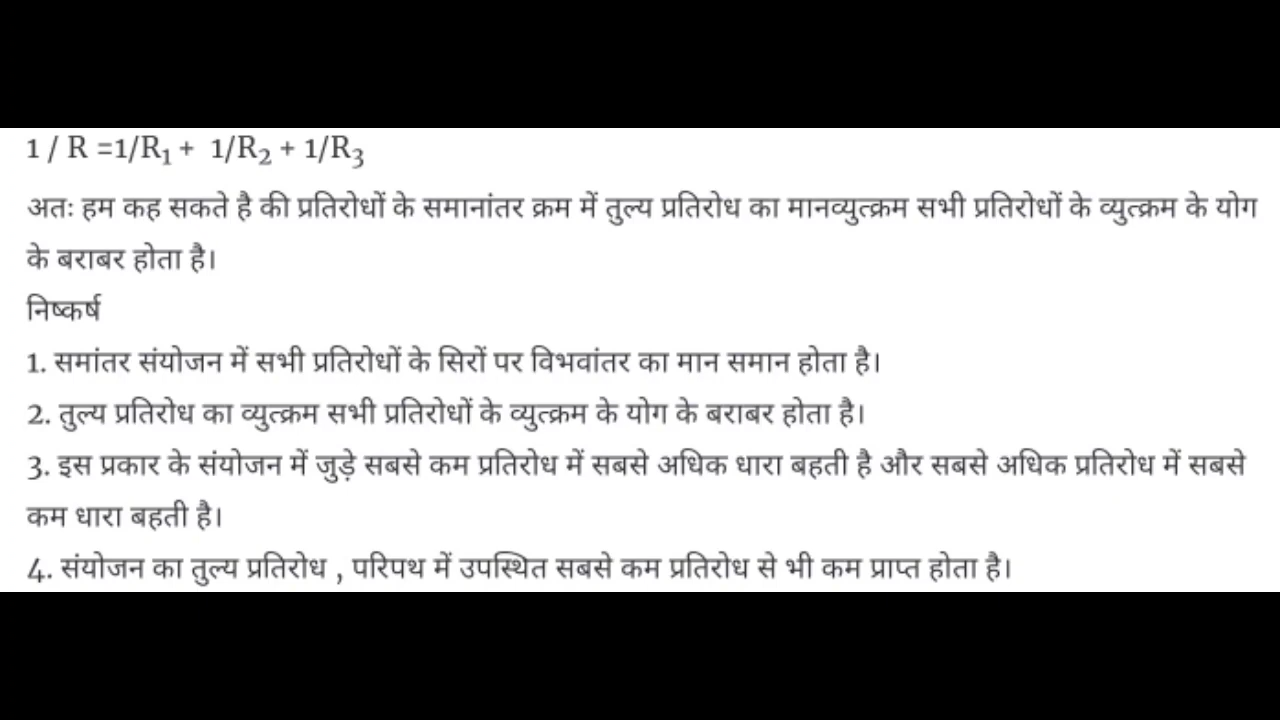 1 / R =1/R₁ + 1/R₂ + 1/R₃
अतः हम कह सकते है की प्रतिरोधों के समानांतर क्रम में तुल्य प्रतिरोध का मानव्युत्क्रम सभी प्रतिरोधों के व्युत्क्रम के योग
के बराबर होता है।
निष्कर्ष
1. समांतर संयोजन में सभी प्रतिरोधों के सिरों पर विभवांतर का मान समान होता है।
2. तुल्य प्रतिरोध का व्युत्क्रम सभी प्रतिरोधों के व्युत्क्रम के योग के बराबर होता है।
3. इस प्रकार के संयोजन में जुड़े सबसे कम प्रतिरोध में सबसे अधिक धारा बहती है और सबसे अधिक प्रतिरोध में सबसे
कम धारा बहती है।
4. संयोजन का तुल्य प्रतिरोध , परिपथ में उपस्थित सबसे कम प्रतिरोध से भी कम प्राप्त होता है।